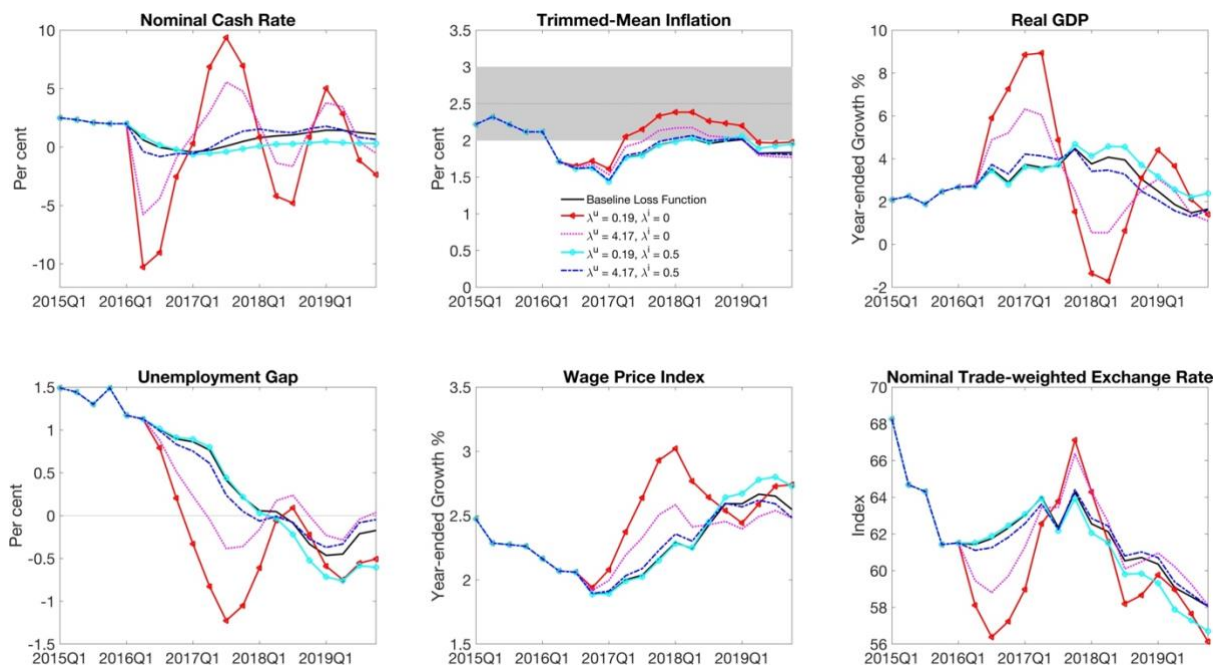 Nominal Cash Rate
Per cent
10
5
0
-5
-10
2015Q1 2016Q1 2017Q1 2018Q1 2019Q1
Trimmed-Mean Inflation
Per cent
3.5
3
2.5
2
1.5
1
0.5
0
Baseline Loss Function
λᵘ = 0.19, λⁱ = 0
λᵘ = 4.17, λⁱ = 0
λᵘ = 0.19, λⁱ = 0.5
λᵘ = 4.17, λⁱ = 0.5
2015Q1 2016Q1 2017Q1 2018Q1 2019Q1
Real GDP
Year-ended Growth %
10
8
6
4
2
0
-2
2015Q1 2016Q1 2017Q1 2018Q1 2019Q1
Unemployment Gap
Per cent
1.5
1
0.5
0
-0.5
-1
-1.5
2015Q1 2016Q1 2017Q1 2018Q1 2019Q1
Wage Price Index
Year-ended Growth %
3.5
3
2.5
2
1.5
2015Q1 2016Q1 2017Q1 2018Q1 2019Q1
Nominal Trade-weighted Exchange Rate
Index
70
68
66
64
62
60
58
56
2015Q1 2016Q1 2017Q1 2018Q1 2019Q1